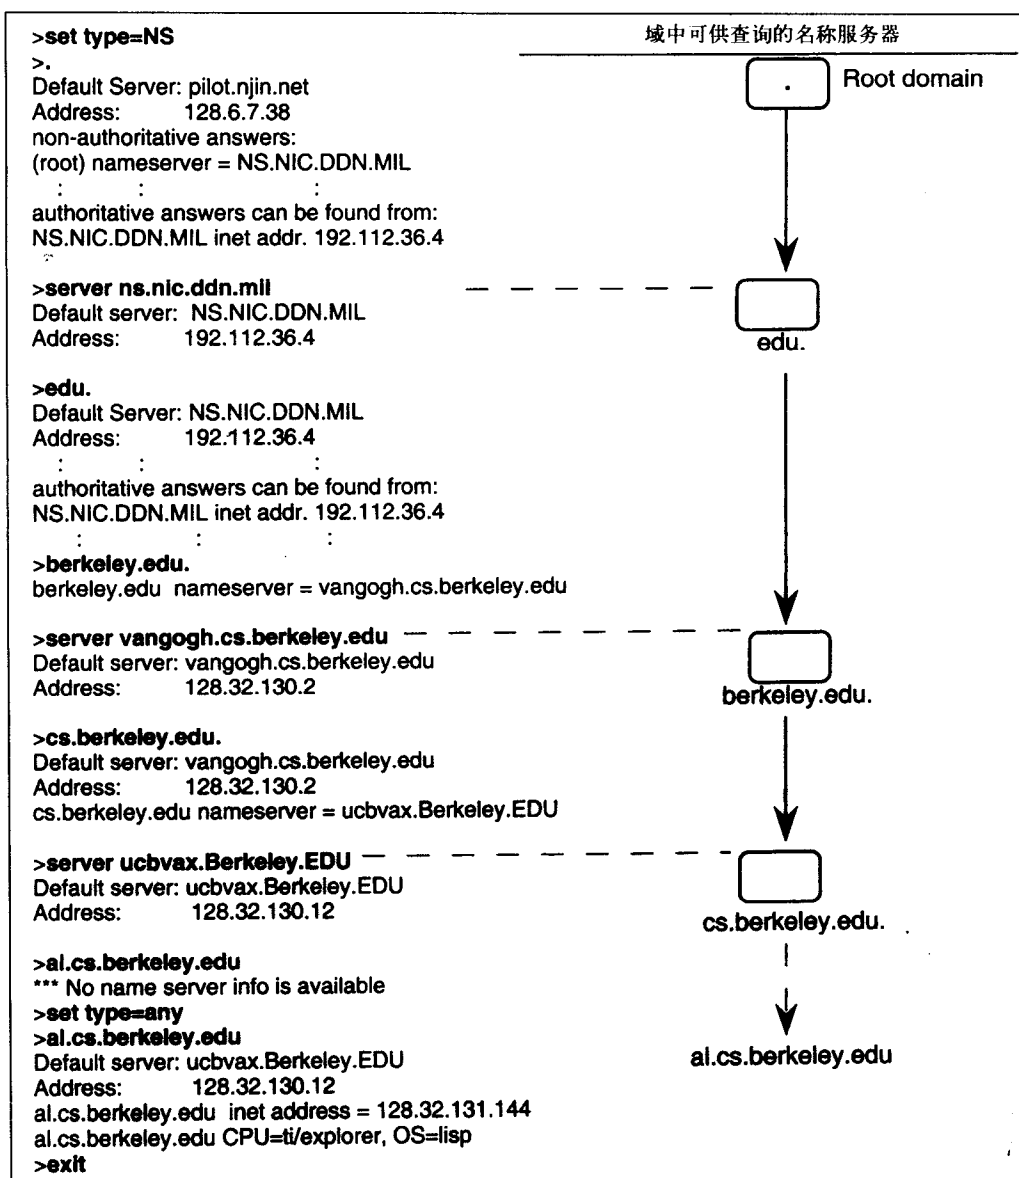 >set type=NS
>.
Default Server: pilot.njin.net
Address: 128.6.7.38
non-authoritative answers:
(root) nameserver = NS.NIC.DDN.MIL
: : :
authoritative answers can be found from:
NS.NIC.DDN.MIL inet addr. 192.112.36.4
>server ns.nic.ddn.mil
Default server: NS.NIC.DDN.MIL
Address: 192.112.36.4
>edu.
Default Server: NS.NIC.DDN.MIL
Address: 192.112.36.4
: : :
authoritative answers can be found from:
NS.NIC.DDN.MIL inet addr. 192.112.36.4
: : :
>berkeley.edu.
berkeley.edu nameserver = vangogh.cs.berkeley.edu
>server vangogh.cs.berkeley.edu
Default server: vangogh.cs.berkeley.edu
Address: 128.32.130.2
>cs.berkeley.edu.
Default server: vangogh.cs.berkeley.edu
Address: 128.32.130.2
cs.berkeley.edu nameserver = ucbvax.Berkeley.EDU
>server ucbvax.Berkeley.EDU
Default server: ucbvax.Berkeley.EDU
Address: 128.32.130.12
>al.cs.berkeley.edu
*** No name server info is available
>set type=any
>al.cs.berkeley.edu
Default server: ucbvax.Berkeley.EDU
Address: 128.32.130.12
al.cs.berkeley.edu inet address = 128.32.131.144
al.cs.berkeley.edu CPU=ti/explorer, OS=lisp
>exit
域中可供查询的名称服务器
. Root domain
edu.
berkeley.edu.
cs.berkeley.edu.
al.cs.berkeley.edu